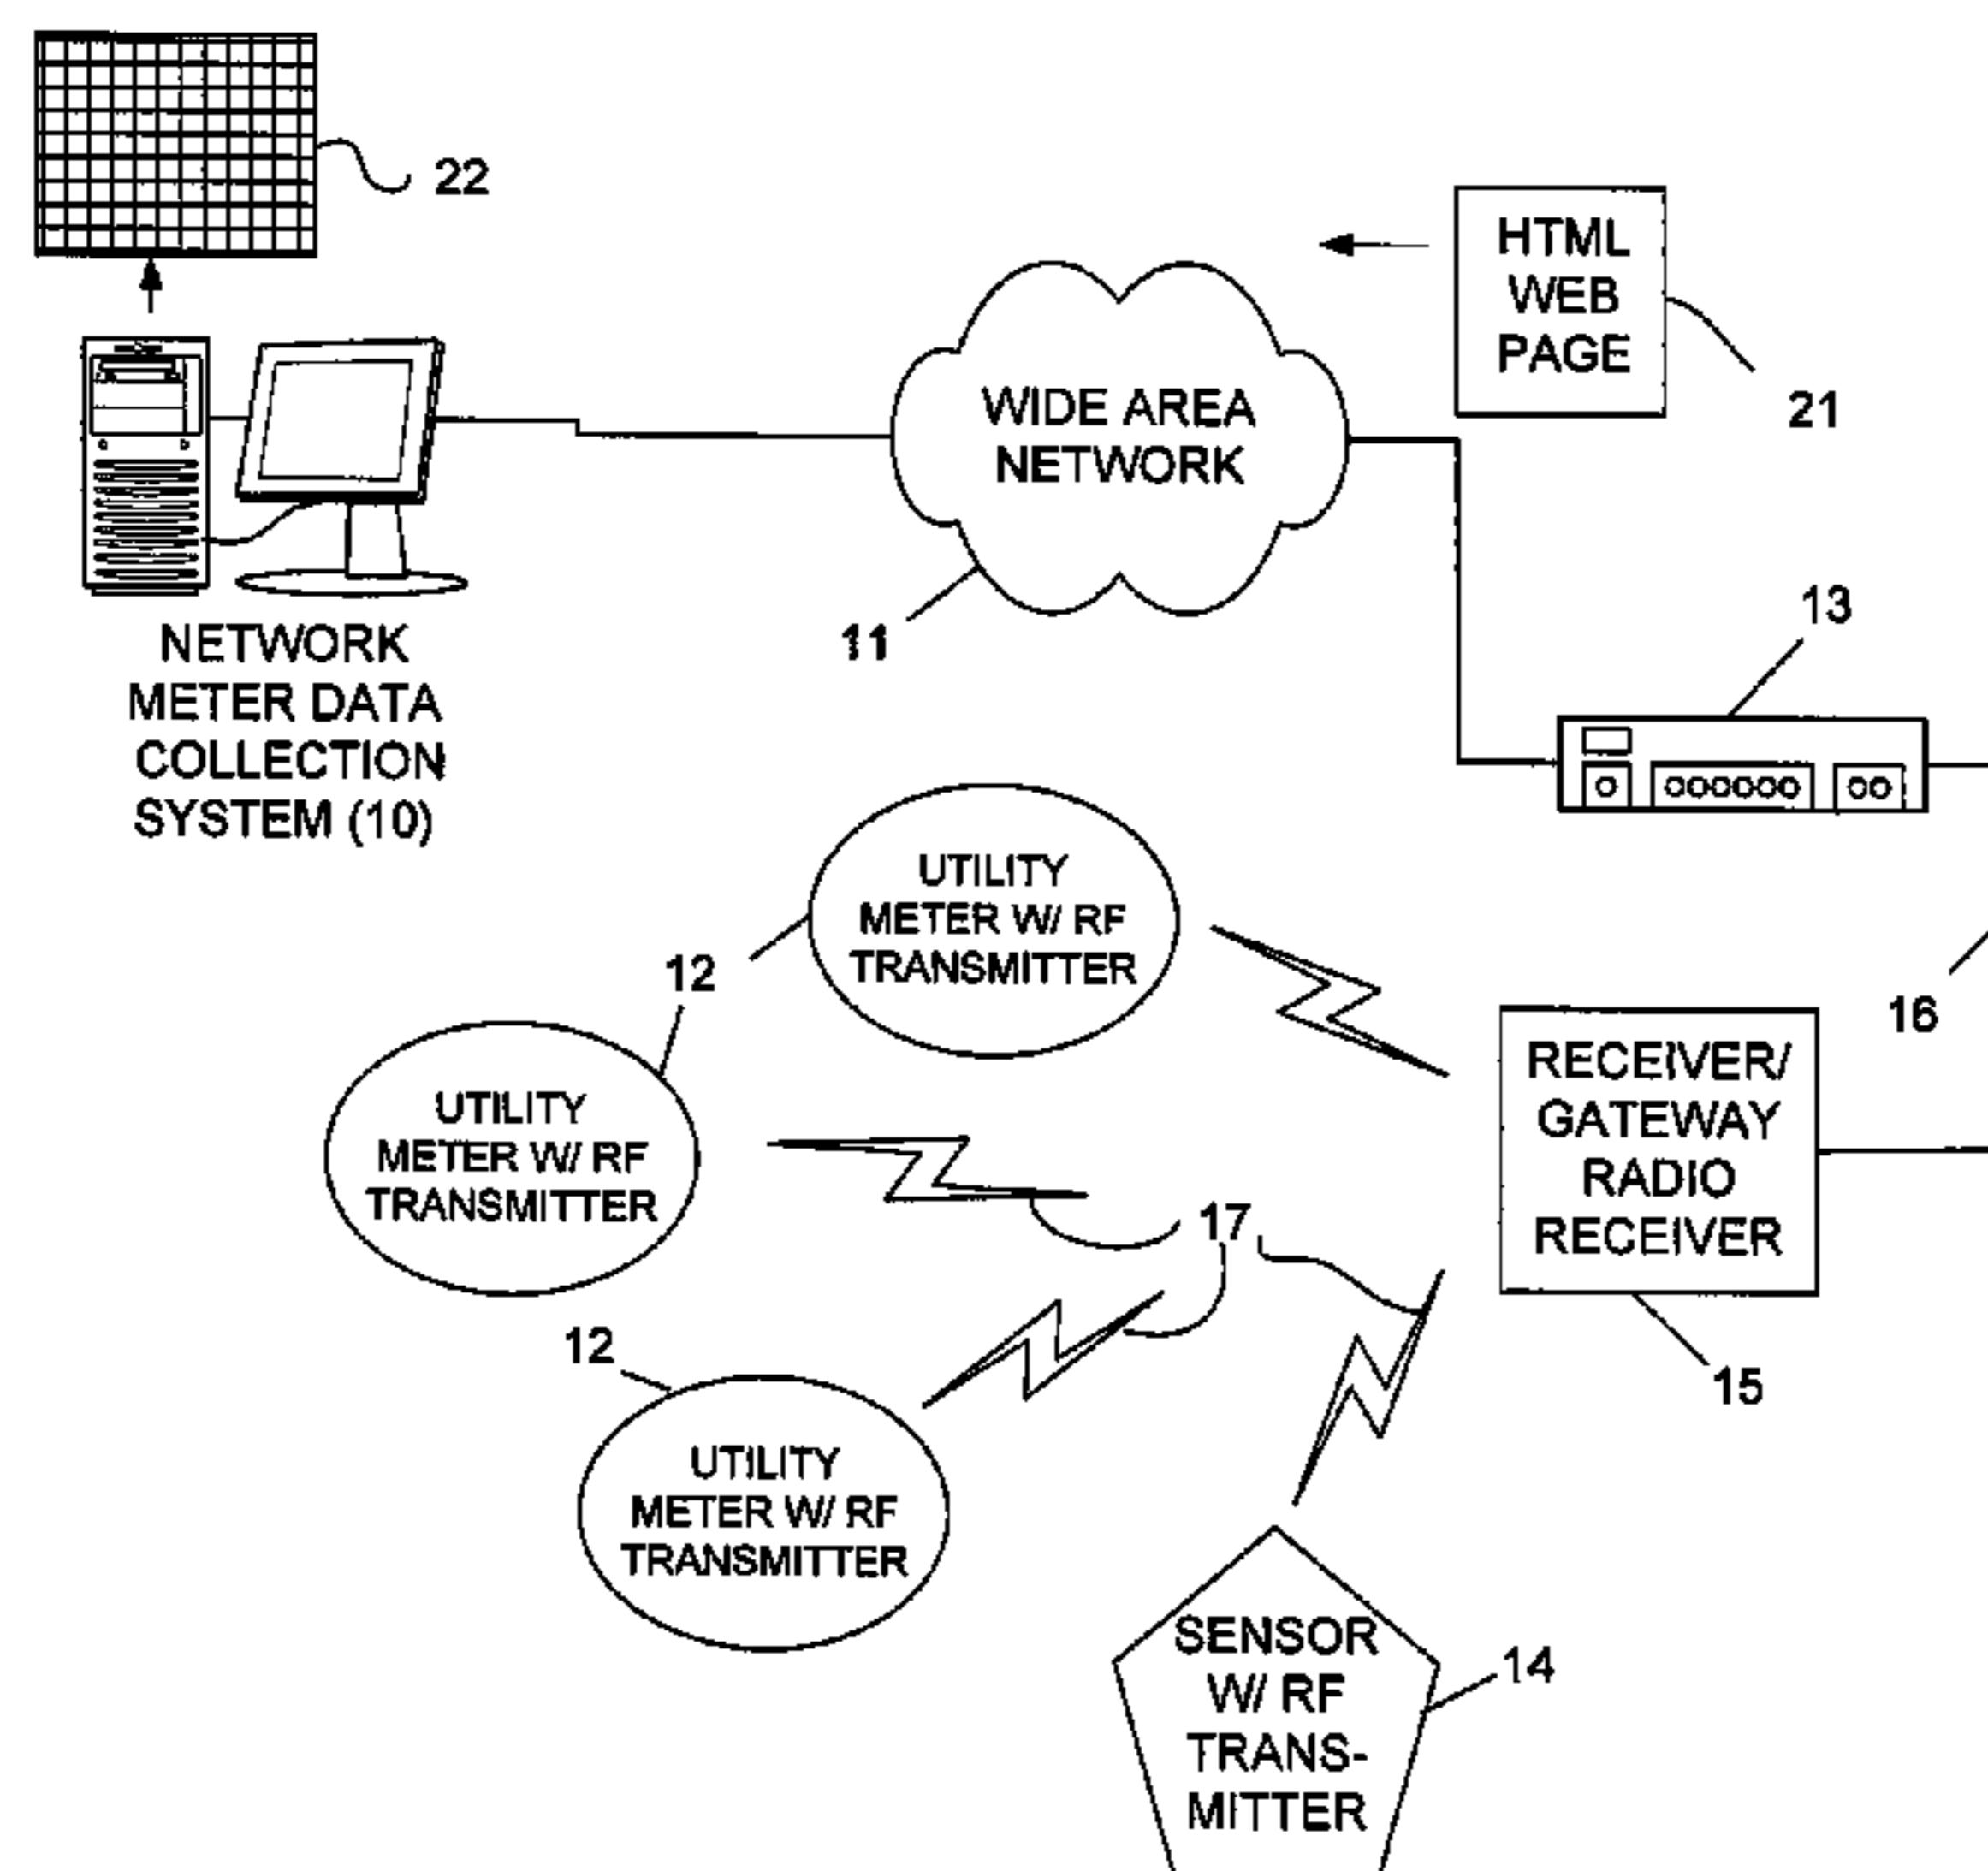 22
HTML
WEB
PAGE
21
WIDE AREA
NETWORK
11
13
NETWORK
METER DATA
COLLECTION
SYSTEM (10)
UTILITY
METER W/ RF
TRANSMITTER
12
16
RECEIVER/
GATEWAY
RADIO
RECEIVER
UTILITY
METER W/ RF
TRANSMITTER
17
15
12
UTILITY
METER W/ RF
TRANSMITTER
SENSOR
W/ RF
TRANS-
MITTER
14